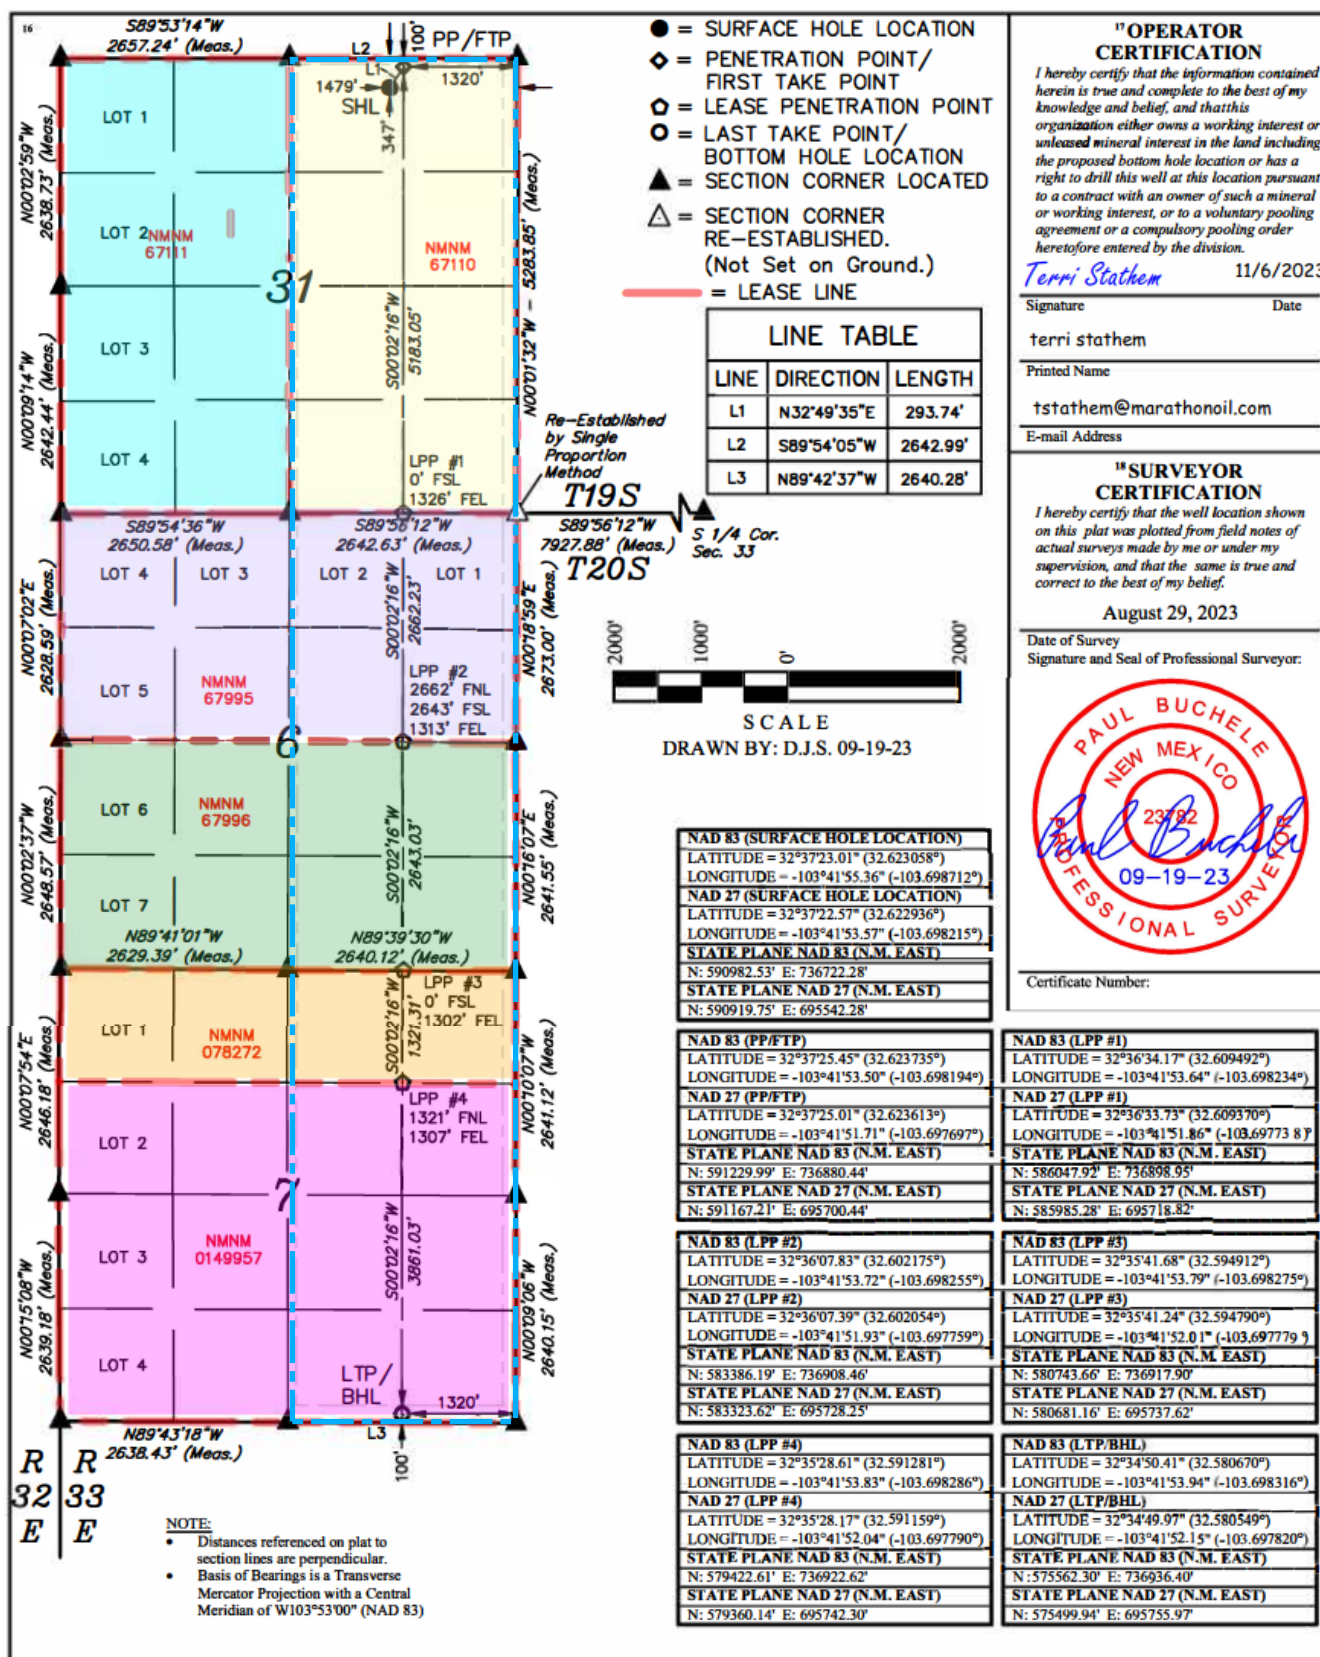 16
S89°53'14"W
2657.24' (Meas.)
L2
100'
PP/FTP
L1
1320'
1479'
SHL
347'
LOT 1
N00°02'59"W
2638.73' (Meas.)
LOT 2
NMNM
67111
NMNM
67110
31
N00°01'32"W - 5283.85' (Meas.)
S00°02'16"W
5183.05'
LOT 3
N00°09'14"W
2642.44' (Meas.)
LOT 4
LPP #1
0' FSL
1326' FEL
Re-Established
by Single
Proportion
Method
T19S
S89°54'36"W
2650.58' (Meas.)
S89°56'12"W
2642.63' (Meas.)
S89°56'12"W
7927.88' (Meas.)
S 1/4 Cor.
Sec. 33
T20S
LOT 4
LOT 3
LOT 2
LOT 1
N00°07'02"E
2628.59' (Meas.)
S00°02'16"W
2662.23'
N00°18'59"E
2673.00' (Meas.)
LOT 5
NMNM
67995
LPP #2
2662' FNL
2643' FSL
1313' FEL
6
LOT 6
NMNM
67996
N00°02'37"W
2648.57' (Meas.)
S00°02'16"W
2643.03'
N00°16'07"E
2641.55' (Meas.)
LOT 7
N89°41'01"W
2629.39' (Meas.)
N89°39'30"W
2640.12' (Meas.)
LPP #3
0' FSL
1302' FEL
LOT 1
NMNM
078272
S00°02'16"W
1321.31'
N00°07'54"E
2646.18' (Meas.)
N00°10'07"W
2641.12' (Meas.)
LPP #4
1321' FNL
1307' FEL
LOT 2
7
LOT 3
NMNM
0149957
S00°02'16"W
3861.03'
N00°15'08"W
2639.18' (Meas.)
N00°09'06"W
2640.15' (Meas.)
LOT 4
LTP/
BHL
1320'
L3
100'
N89°43'18"W
2638.43' (Meas.)
R R
32 33
E E
NOTE:
• Distances referenced on plat to
section lines are perpendicular.
• Basis of Bearings is a Transverse
Mercator Projection with a Central
Meridian of W103°53'00" (NAD 83)
= SURFACE HOLE LOCATION
= PENETRATION POINT/
FIRST TAKE POINT
= LEASE PENETRATION POINT
= LAST TAKE POINT/
BOTTOM HOLE LOCATION
= SECTION CORNER LOCATED
= SECTION CORNER
RE-ESTABLISHED.
(Not Set on Ground.)
= LEASE LINE
LINE TABLE
LINE DIRECTION LENGTH
L1 N32°49'35"E 293.74'
L2 S89°54'05"W 2642.99'
L3 N89°42'37"W 2640.28'
2000' 1000' 0' 2000'
SCALE
DRAWN BY: D.J.S. 09-19-23
17 OPERATOR
CERTIFICATION
I hereby certify that the information contained
herein is true and complete to the best of my
knowledge and belief, and thatthis
organization either owns a working interest or
unleased mineral interest in the land including
the proposed bottom hole location or has a
right to drill this well at this location pursuant
to a contract with an owner of such a mineral
or working interest, or to a voluntary pooling
agreement or a compulsory pooling order
heretofore entered by the division.
Terri Stathem 11/6/2023
Signature Date
terri stathem
Printed Name
tstathem@marathonoil.com
E-mail Address
18 SURVEYOR
CERTIFICATION
I hereby certify that the well location shown
on this plat was plotted from field notes of
actual surveys made by me or under my
supervision, and that the same is true and
correct to the best of my belief.
August 29, 2023
Date of Survey
Signature and Seal of Professional Surveyor:
PAUL BUCHELE
NEW MEXICO
23782
Paul Buchele
09-19-23
PROFESSIONAL SURVEYOR
Certificate Number:
NAD 83 (SURFACE HOLE LOCATION)
LATITUDE = 32°37'23.01" (32.623058°)
LONGITUDE = -103°41'55.36" (-103.698712°)
NAD 27 (SURFACE HOLE LOCATION)
LATITUDE = 32°37'22.57" (32.622936°)
LONGITUDE = -103°41'53.57" (-103.698215°)
STATE PLANE NAD 83 (N.M. EAST)
N: 590982.53' E: 736722.28'
STATE PLANE NAD 27 (N.M. EAST)
N: 590919.75' E: 695542.28'
NAD 83 (PP/FTP)
LATITUDE = 32°37'25.45" (32.623735°)
LONGITUDE = -103°41'53.50" (-103.698194°)
NAD 27 (PP/FTP)
LATITUDE = 32°37'25.01" (32.623613°)
LONGITUDE = -103°41'51.71" (-103.697697°)
STATE PLANE NAD 83 (N.M. EAST)
N: 591229.99' E: 736880.44'
STATE PLANE NAD 27 (N.M. EAST)
N: 591167.21' E: 695700.44'
NAD 83 (LPP #1)
LATITUDE = 32°36'34.17" (32.609492°)
LONGITUDE = -103°41'53.64" (-103.698234°)
NAD 27 (LPP #1)
LATITUDE = 32°36'33.73" (32.609370°)
LONGITUDE = -103°41'51.86" (-103.69773 8)°
STATE PLANE NAD 83 (N.M. EAST)
N: 586047.92' E: 736898.95'
STATE PLANE NAD 27 (N.M. EAST)
N: 585985.28' E: 695718.82'
NAD 83 (LPP #2)
LATITUDE = 32°36'07.83" (32.602175°)
LONGITUDE = -103°41'53.72" (-103.698255°)
NAD 27 (LPP #2)
LATITUDE = 32°36'07.39" (32.602054°)
LONGITUDE = -103°41'51.93" (-103.697759°)
STATE PLANE NAD 83 (N.M. EAST)
N: 583386.19' E: 736908.46'
STATE PLANE NAD 27 (N.M. EAST)
N: 583323.62' E: 695728.25'
NAD 83 (LPP #3)
LATITUDE = 32°35'41.68" (32.594912°)
LONGITUDE = -103°41'53.79" (-103.698275°)
NAD 27 (LPP #3)
LATITUDE = 32°35'41.24" (32.594790°)
LONGITUDE = -103°41'52.01" (-103.697779 °)
STATE PLANE NAD 83 (N.M. EAST)
N: 580743.66' E: 736917.90'
STATE PLANE NAD 27 (N.M. EAST)
N: 580681.16' E: 695737.62'
NAD 83 (LPP #4)
LATITUDE = 32°35'28.61" (32.591281°)
LONGITUDE = -103°41'53.83" (-103.698286°)
NAD 27 (LPP #4)
LATITUDE = 32°35'28.17" (32.591159°)
LONGITUDE = -103°41'52.04" (-103.697790°)
STATE PLANE NAD 83 (N.M. EAST)
N: 579422.61' E: 736922.62'
STATE PLANE NAD 27 (N.M. EAST)
N: 579360.14' E: 695742.30'
NAD 83 (LTP/BHL)
LATITUDE = 32°34'50.41" (32.580670°)
LONGITUDE = -103°41'53.94" (-103.698316°)
NAD 27 (LTP/BHL)
LATITUDE = 32°34'49.97" (32.580549°)
LONGITUDE = -103°41'52.15" (-103.697820°)
STATE PLANE NAD 83 (N.M. EAST)
N:575562.30' E: 736936.40'
STATE PLANE NAD 27 (N.M. EAST)
N: 575499.94' E: 695755.97'